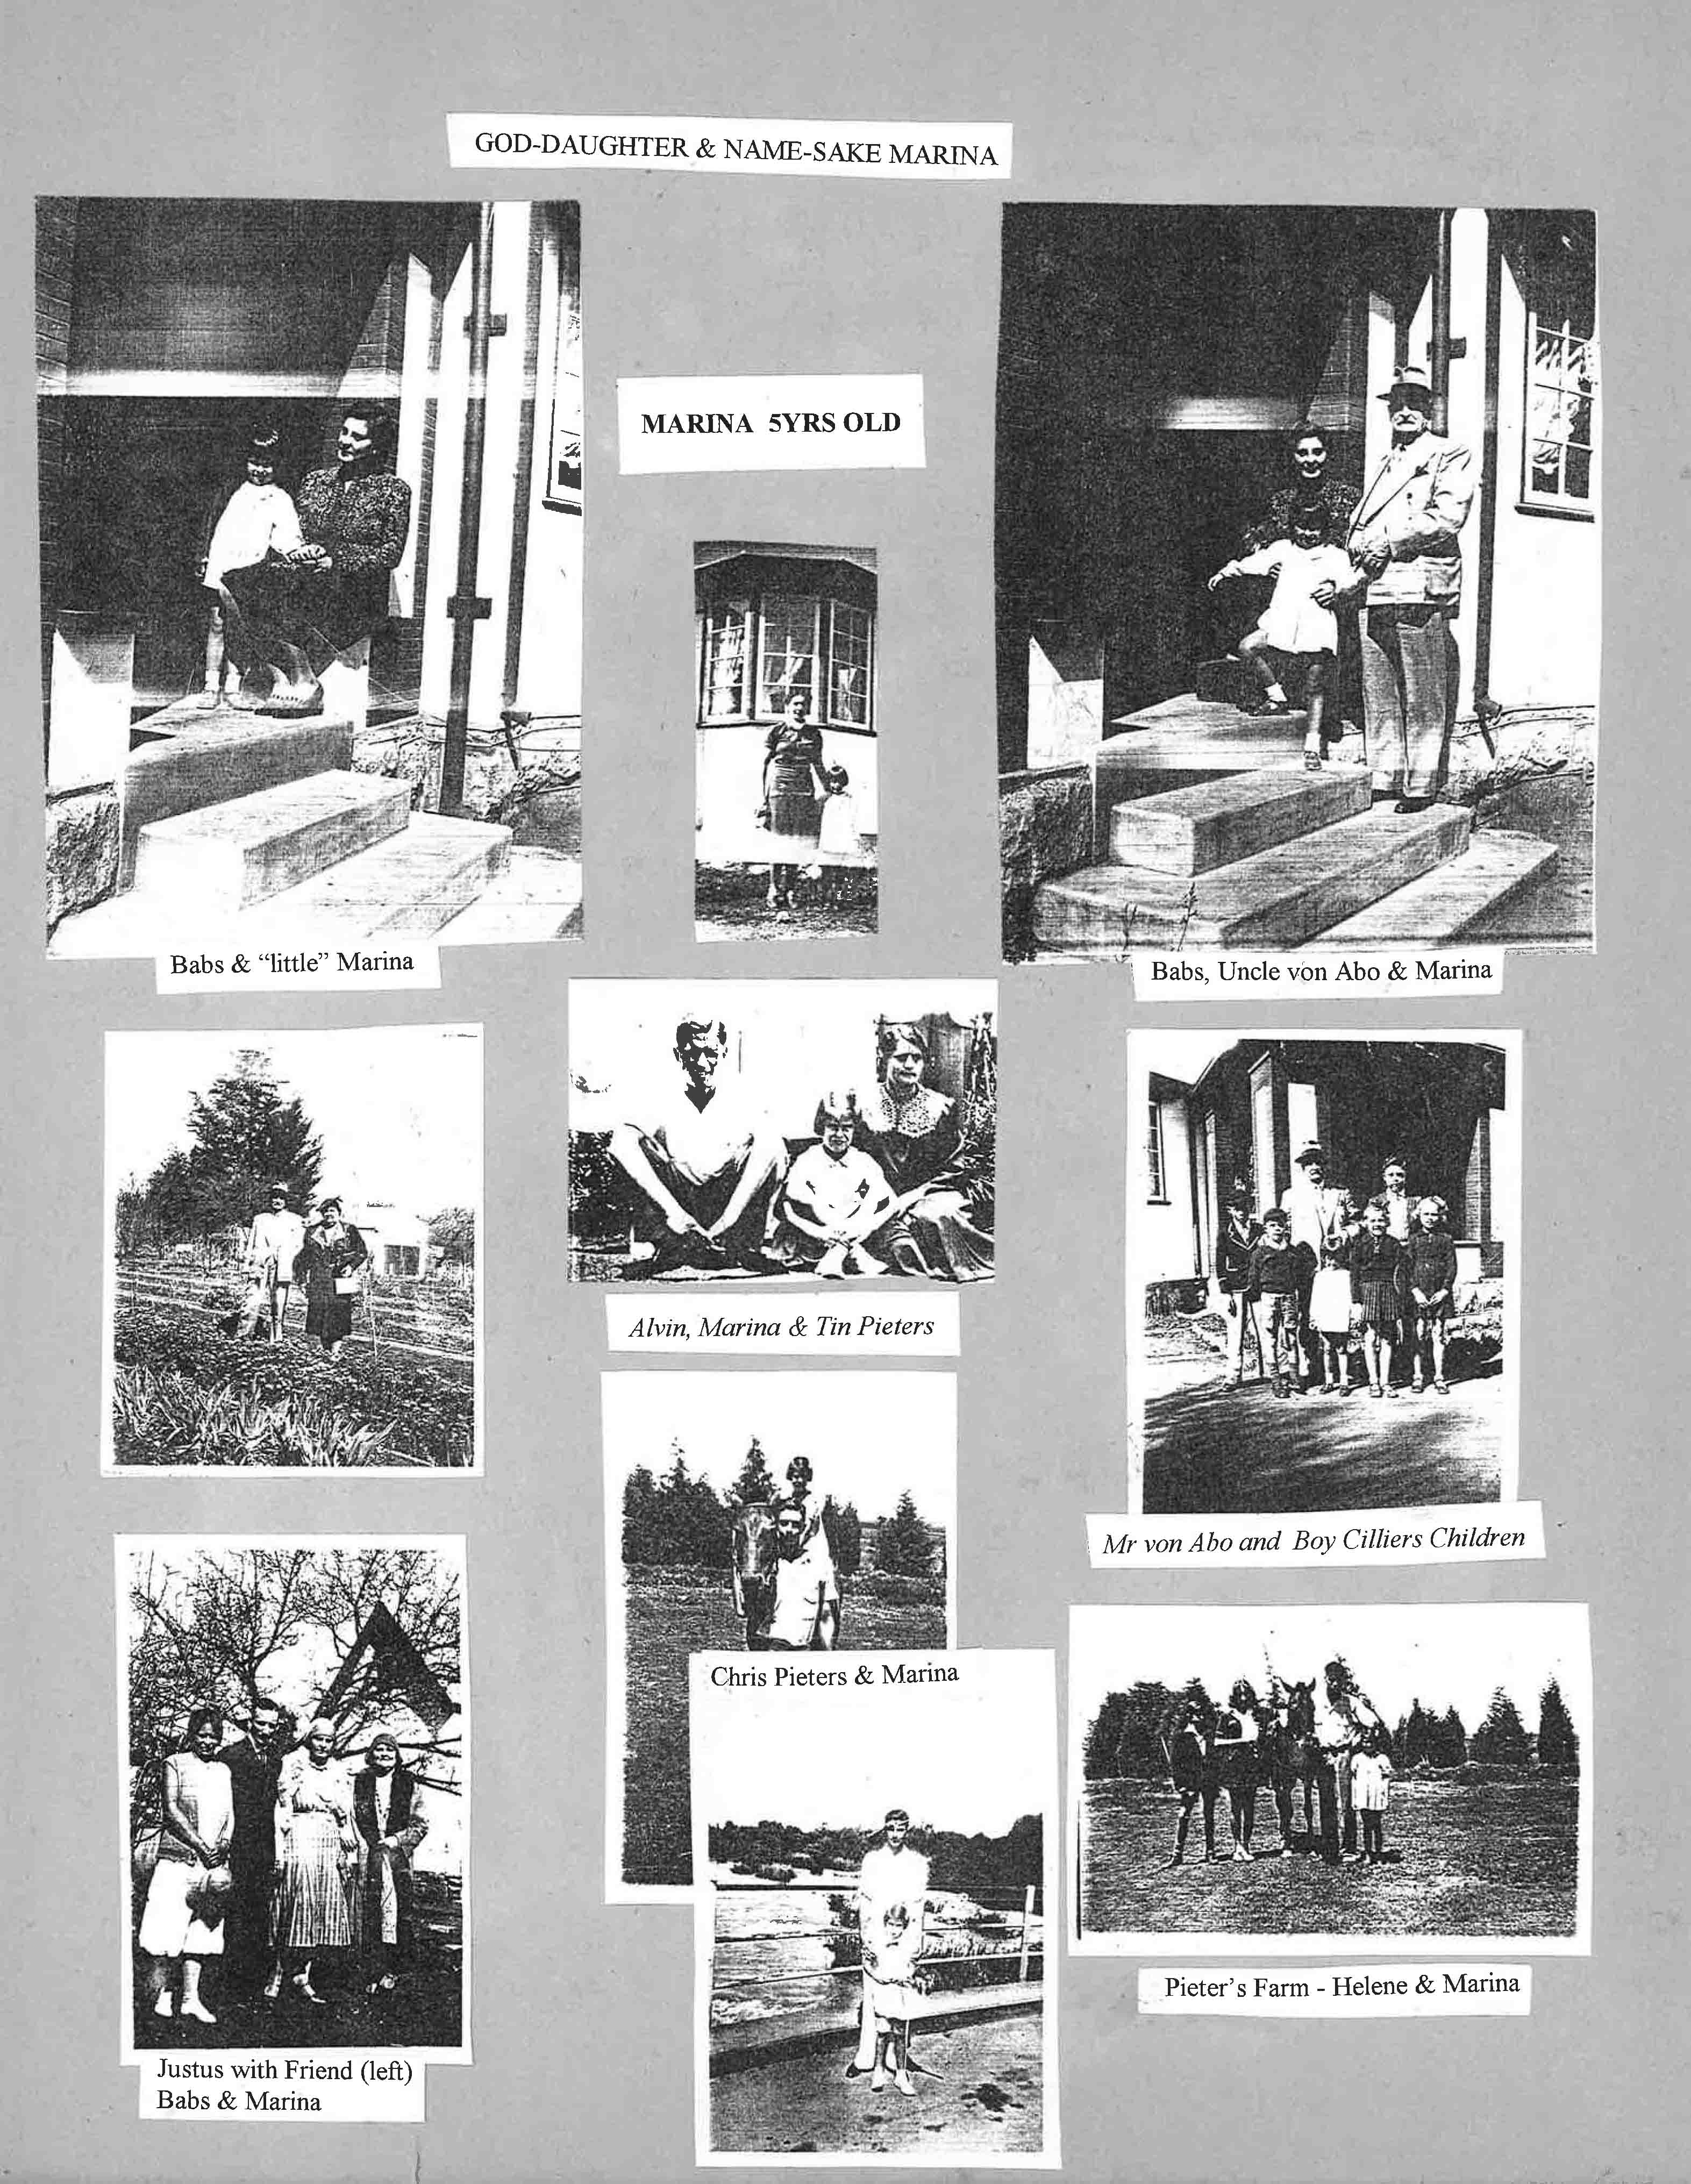 GOD-DAUGHTER & NAME-SAKE MARINA
MARINA 5YRS OLD
Babs & “little” Marina
Babs, Uncle von Abo & Marina
Alvin, Marina & Tin Pieters
Mr von Abo and Boy Cilliers Children
Chris Pieters & Marina
Pieter's Farm - Helene & Marina
Justus with Friend (left)
Babs & Marina